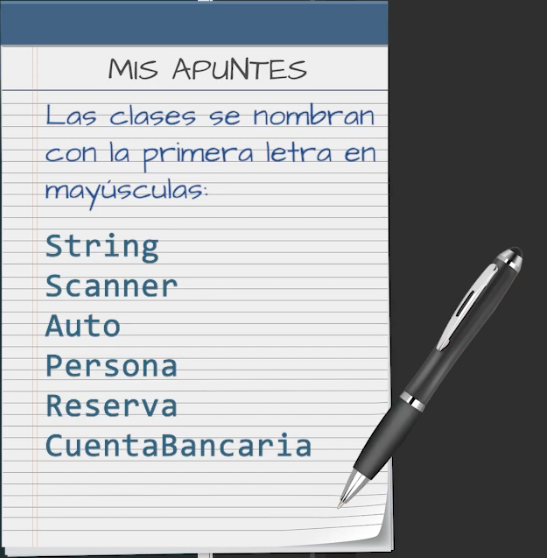 MIS APUNTES
Las clases se nombran
con la primera letra en
mayúsculas:
String
Scanner
Auto
Persona
Reserva
CuentaBancaria